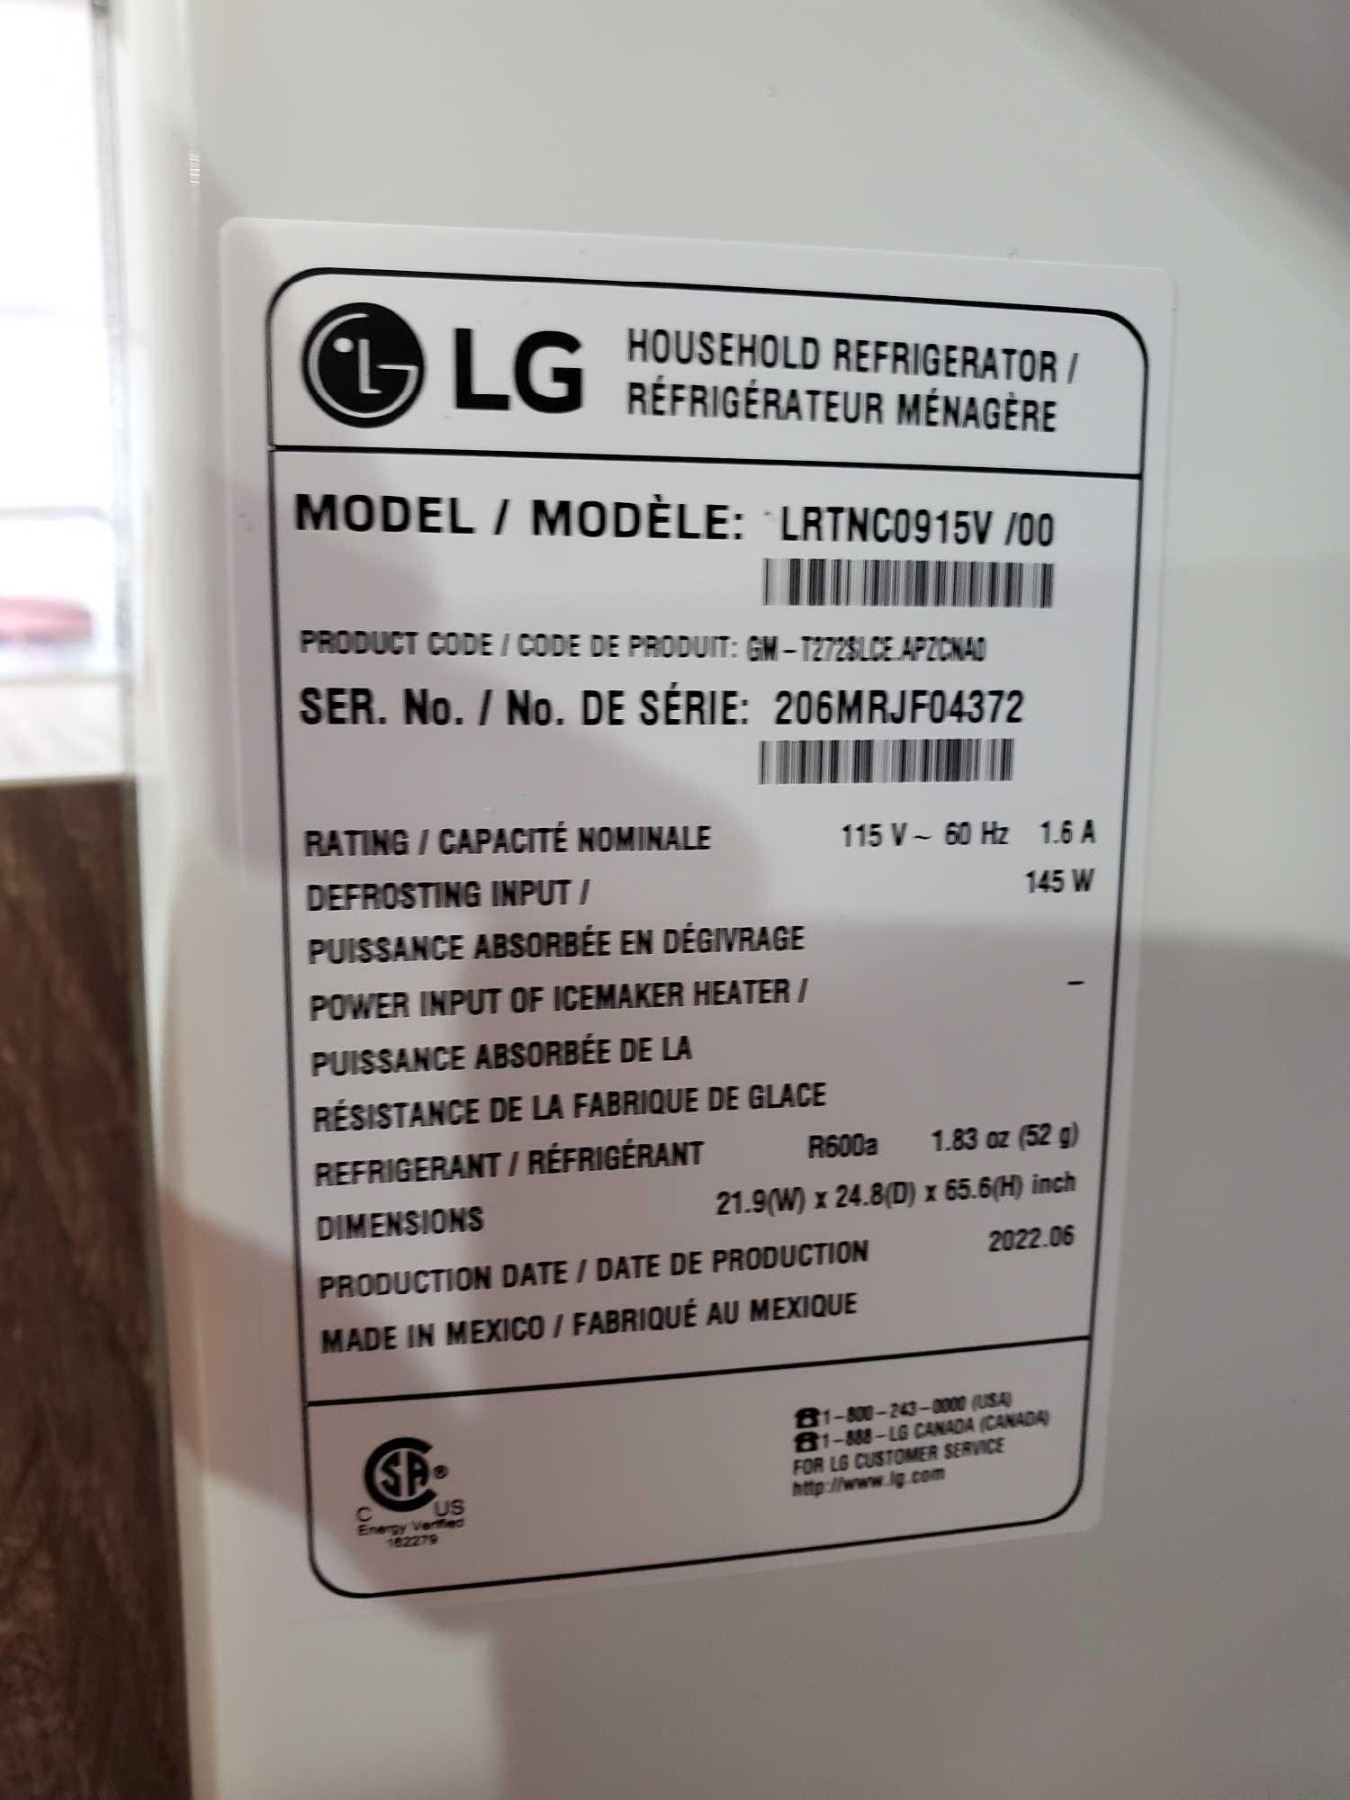 LG HOUSEHOLD REFRIGERATOR /
RÉFRIGÉRATEUR MÉNAGÈRE
MODEL / MODÈLE: LRTNC0915V /00
PRODUCT CODE / CODE DE PRODUIT: GM-T272SLCE.APZCNA0
SER. No. / No. DE SÉRIE: 206MRJF04372
RATING / CAPACITÉ NOMINALE 115 V~ 60 Hz 1.6 A
DEFROSTING INPUT / 145 W
PUISSANCE ABSORBÉE EN DÉGIVRAGE
POWER INPUT OF ICEMAKER HEATER / –
PUISSANCE ABSORBÉE DE LA
RÉSISTANCE DE LA FABRIQUE DE GLACE
REFRIGERANT / RÉFRIGÉRANT R600a 1.83 oz (52 g)
DIMENSIONS 21.9(W) x 24.8(D) x 65.6(H) inch
PRODUCTION DATE / DATE DE PRODUCTION 2022.06
MADE IN MEXICO / FABRIQUÉ AU MEXIQUE
☎1-800-243-0000 (USA)
☎1-888-LG CANADA (CANADA)
FOR LG CUSTOMER SERVICE
http://www.lg.com
SA®
C US
Energy Verified
162279